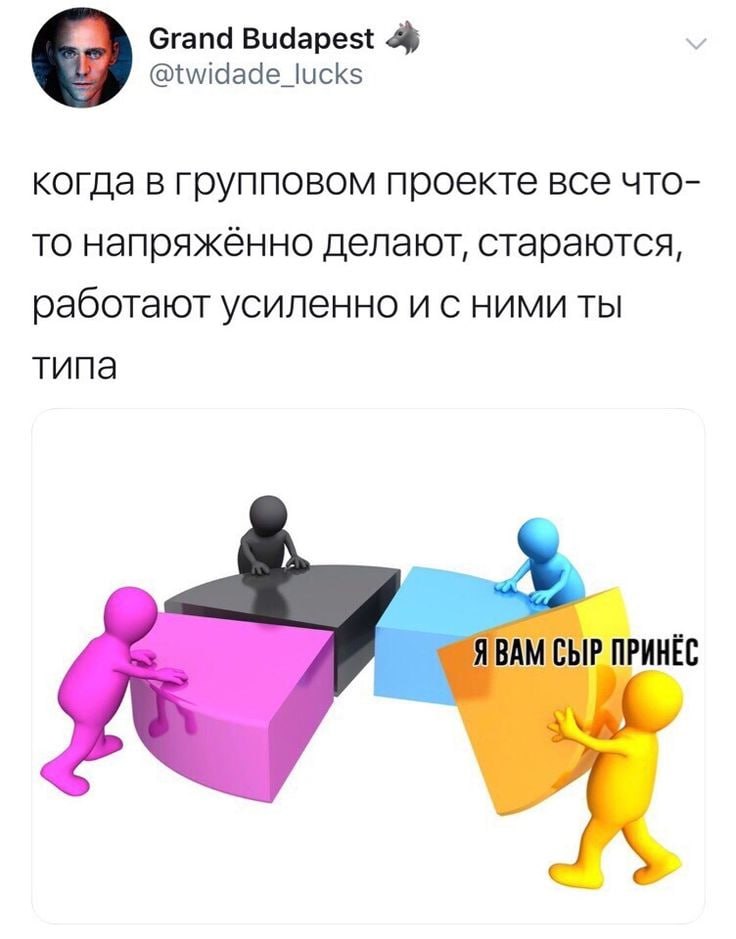 Grand Budapest 🐺
@twidade_lucks
когда в групповом проекте все что-
то напряжённо делают, стараются,
работают усиленно и с ними ты
типа
Я ВАМ СЫР ПРИНЁС